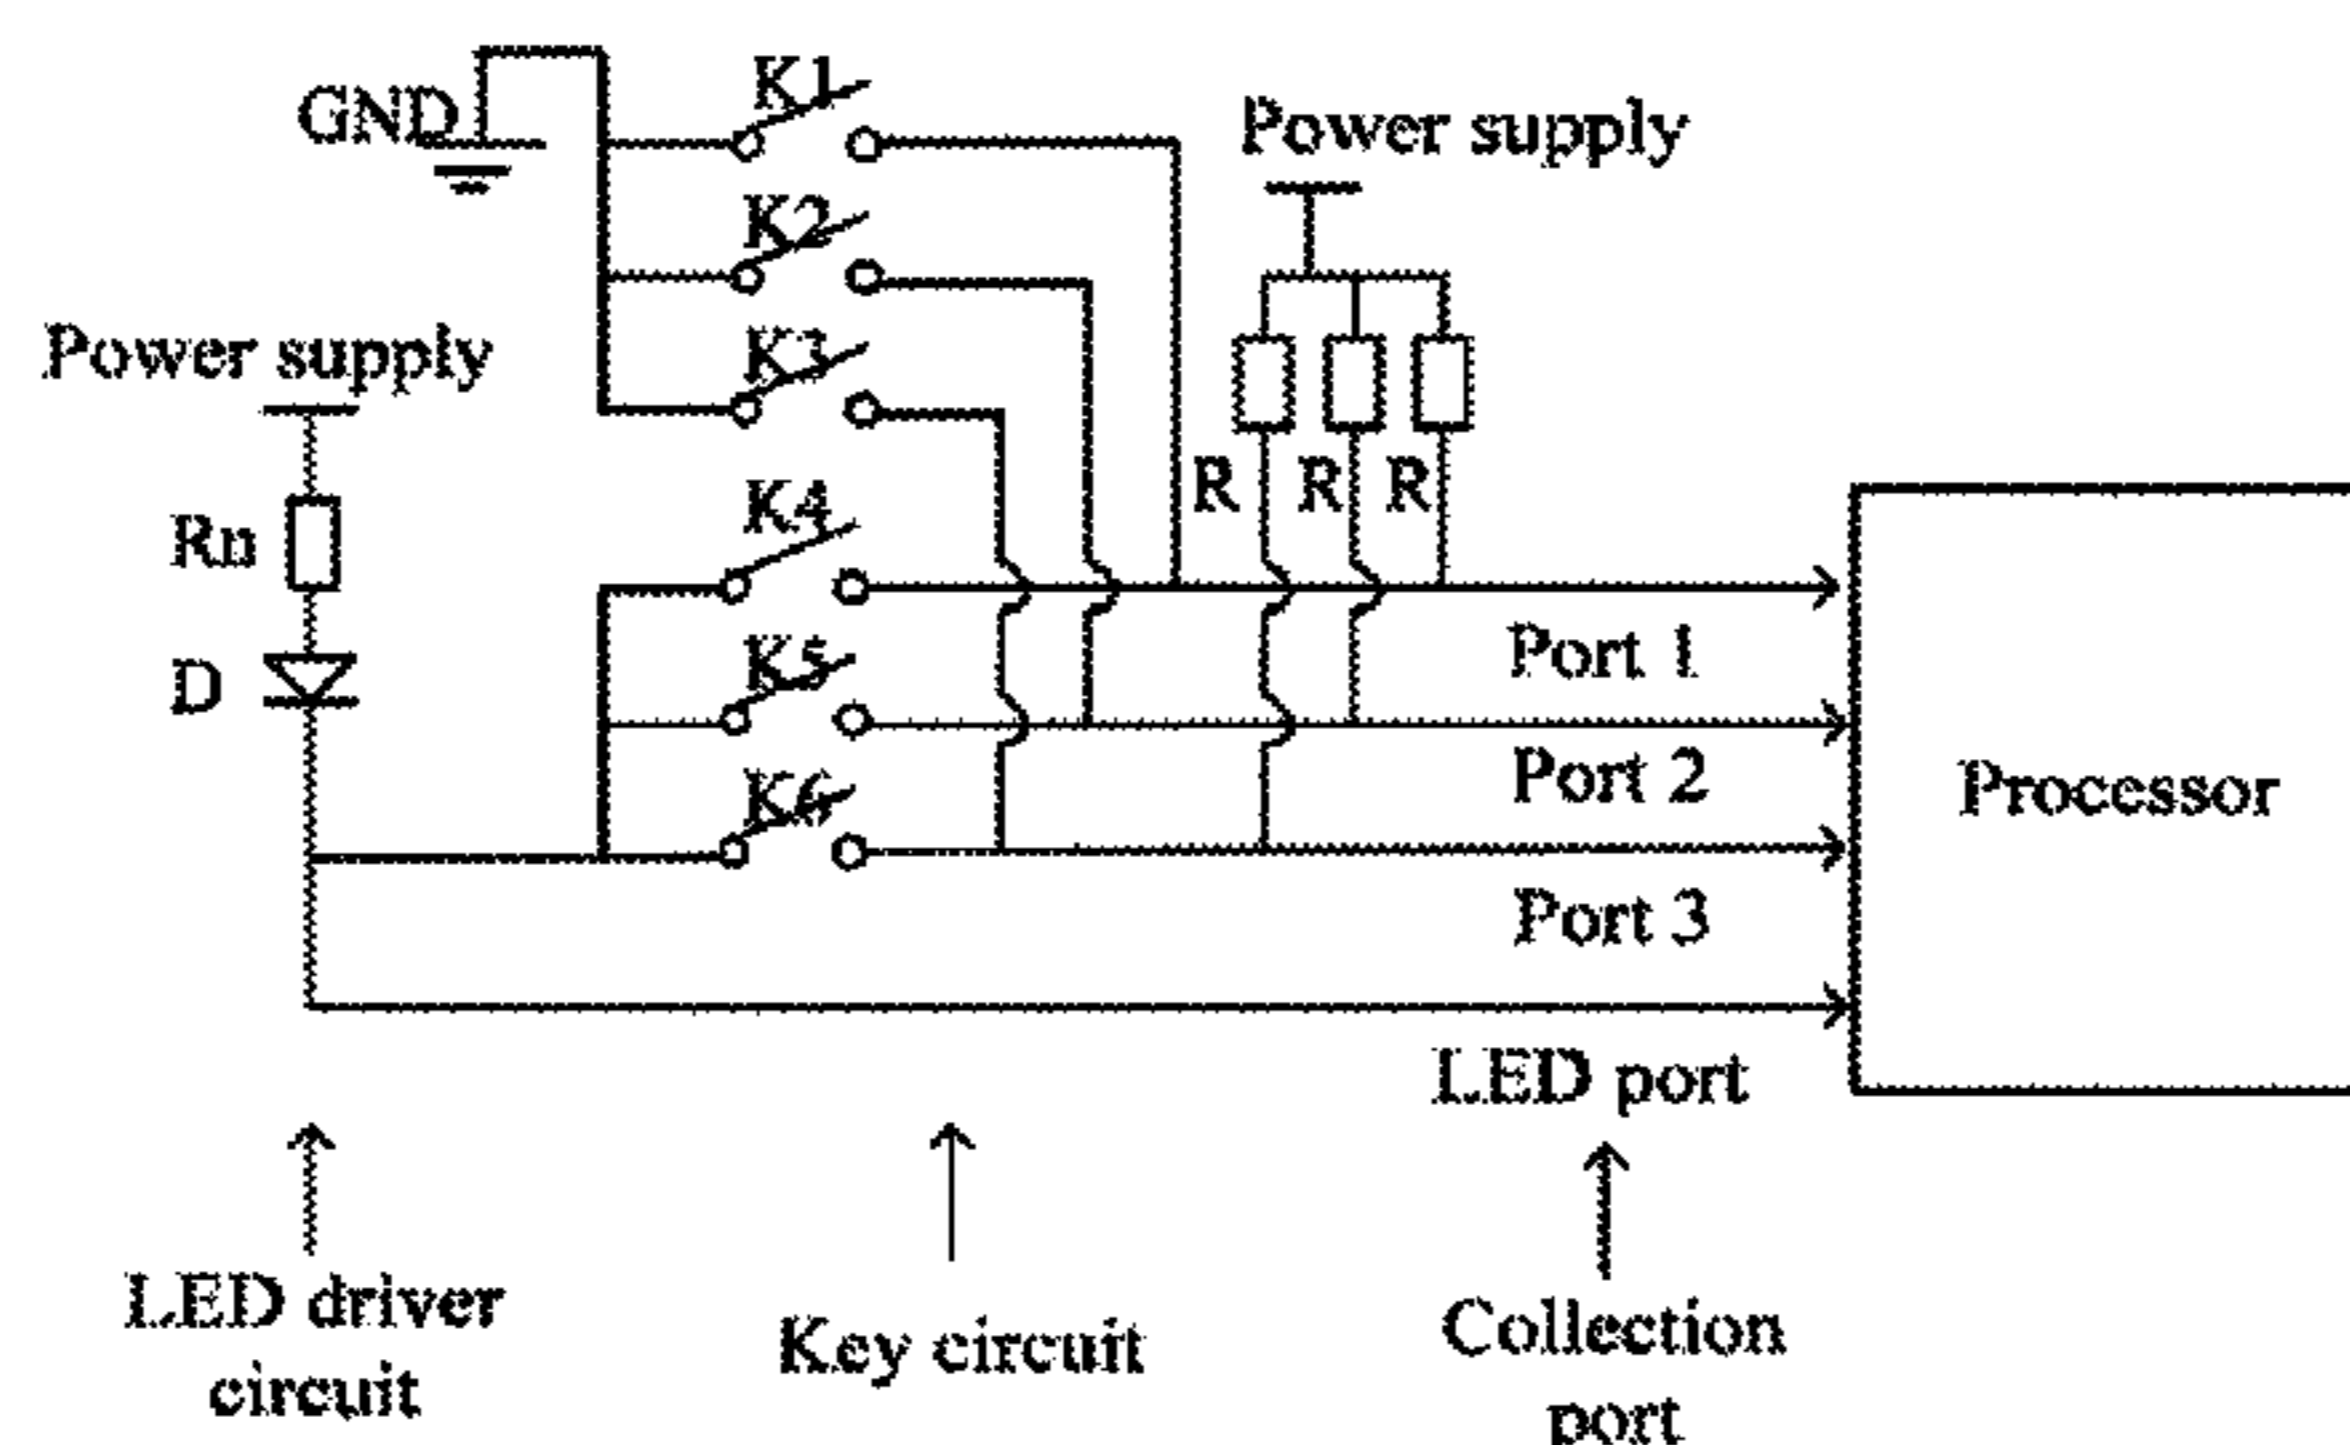 GND
K1
Power supply
K2
K3
Power supply
R
R
R
K4
Rn
K5
Port 1
D
K6
Port 2
Processor
Port 3
LED port
LED driver
circuit
Key circuit
Collection
port